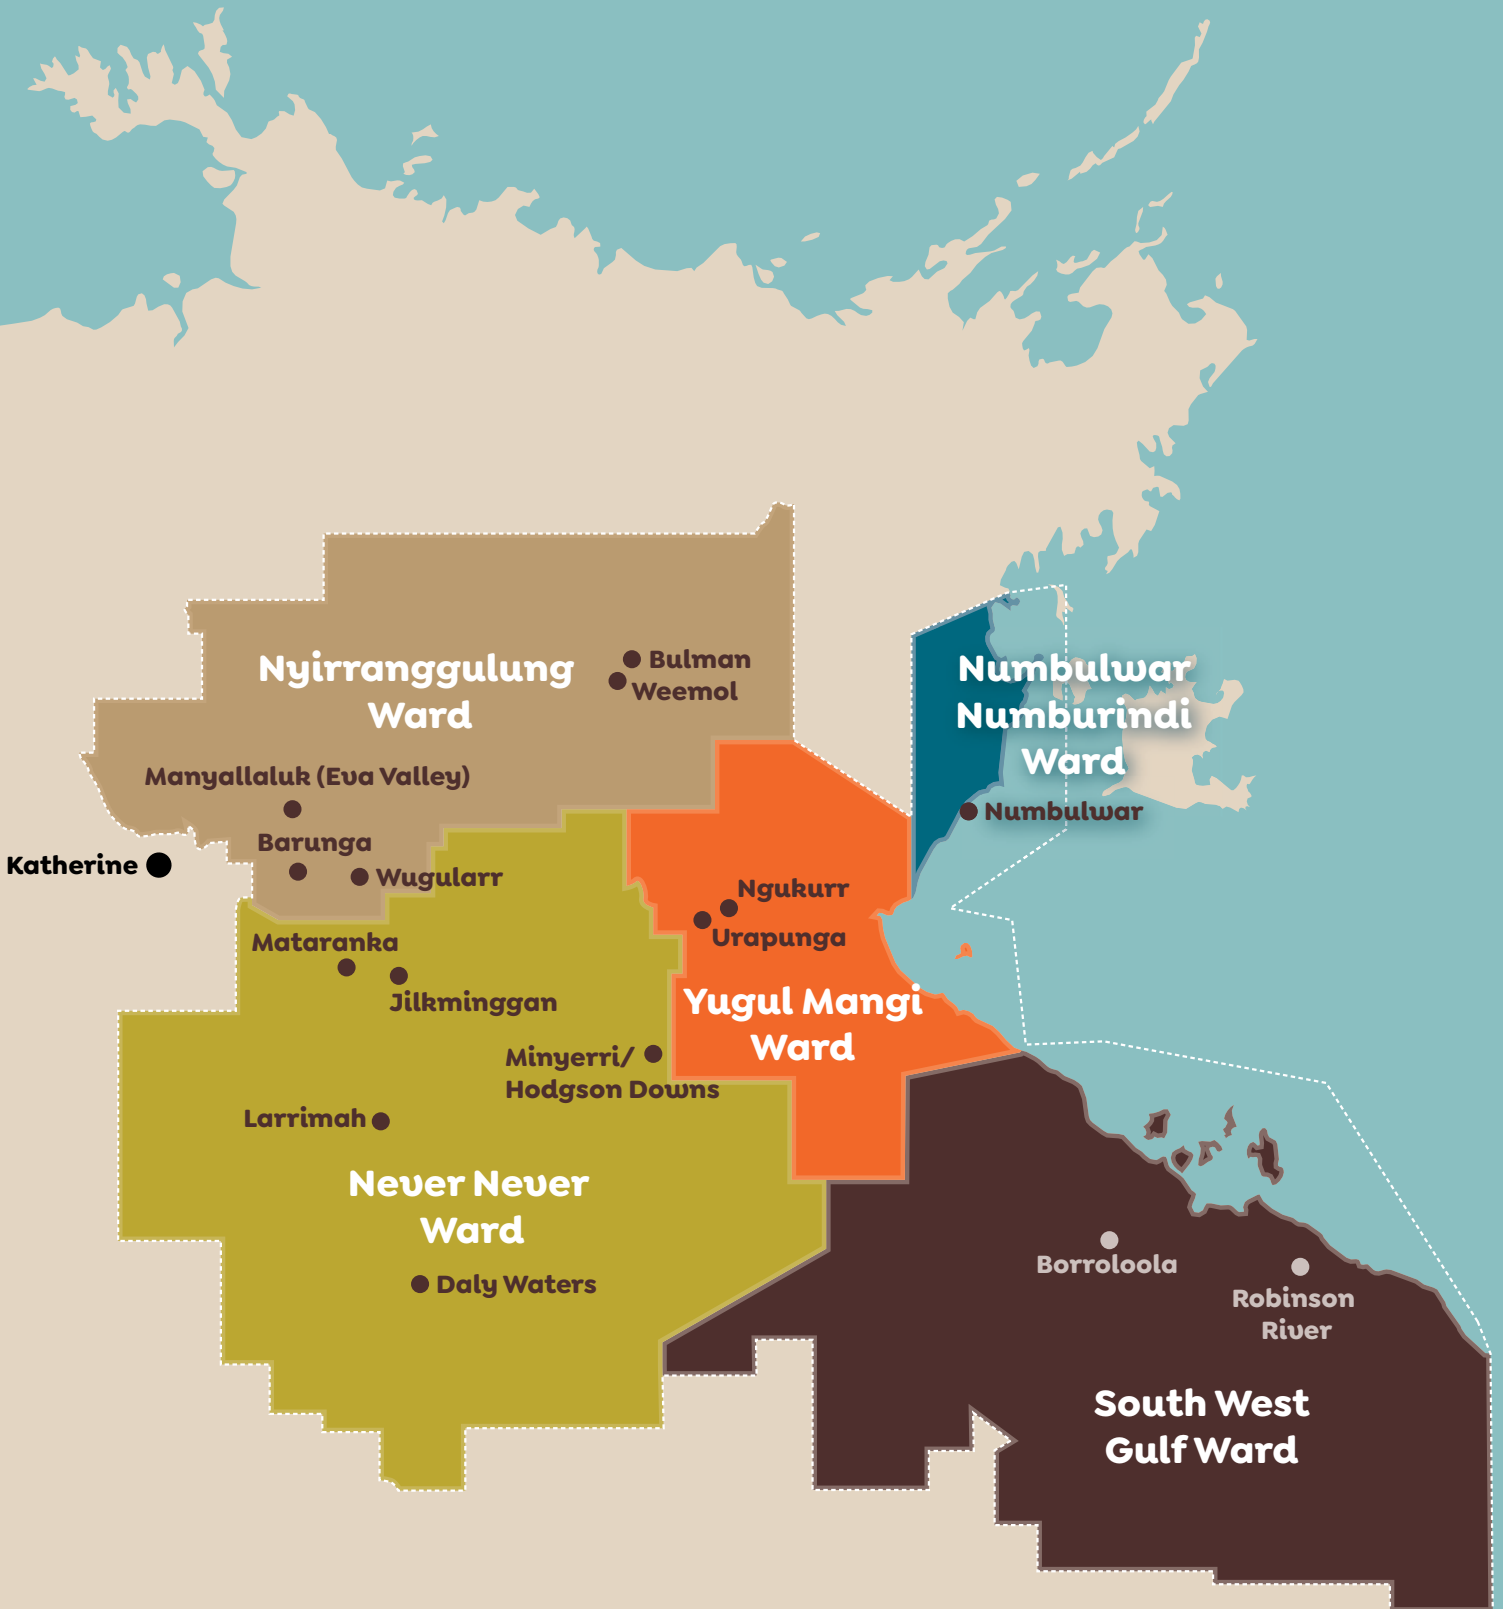 Nyirranggulung
Ward
Bulman
Weemol
Numbulwar
Numburindi
Ward
Manyallaluk (Eva Valley)
Numbulwar
Barunga
Katherine
Wugularr
Ngukurr
Urapunga
Mataranka
Jilkminggan
Yugul Mangi
Ward
Minyerri/
Hodgson Downs
Larrimah
Never Never
Ward
Daly Waters
Borroloola
Robinson
River
South West
Gulf Ward